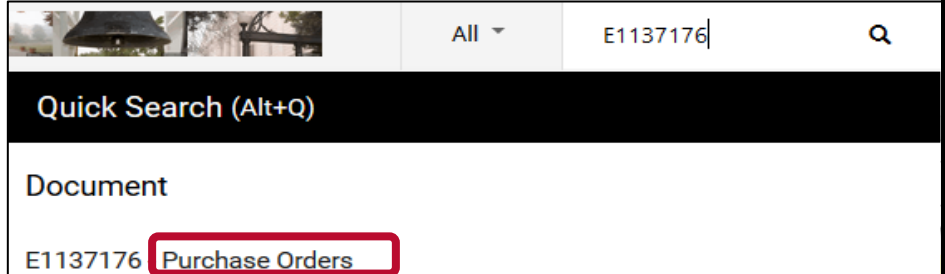 All E1137176
Quick Search (Alt+Q)
Document
E1137176 Purchase Orders